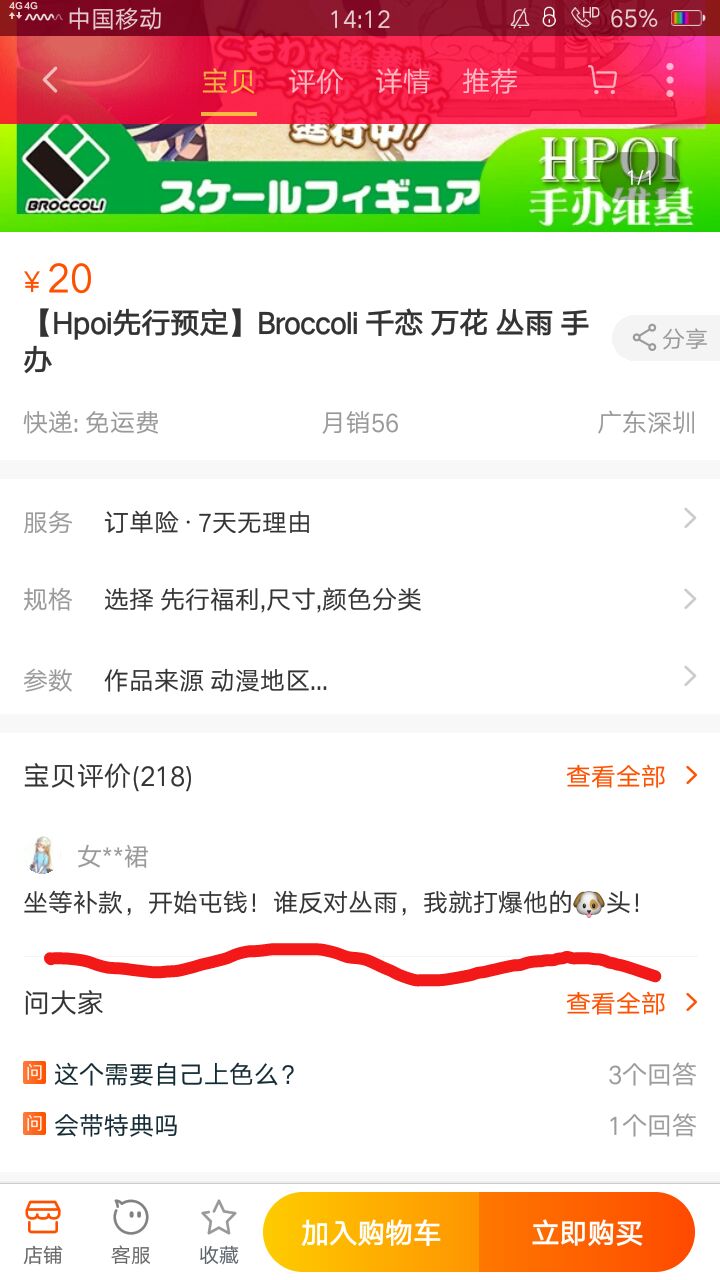 4G 4G 中国移动 14:12 HD 65%
宝贝 评价 详情 推荐
進行中!!
BROCCOLI
スケールフィギュア
HPOI
1/1
手办维基
¥20
【Hpoi先行预定】Broccoli 千恋 万花 丛雨 手
办
分享
快递: 免运费 月销56 广东深圳
服务 订单险 · 7天无理由
规格 选择 先行福利,尺寸,颜色分类
参数 作品来源 动漫地区...
宝贝评价(218) 查看全部
女**裙
坐等补款，开始屯钱！谁反对丛雨，我就打爆他的🐶头！
问大家 查看全部
问 这个需要自己上色么？ 3个回答
问 会带特典吗 1个回答
店铺 客服 收藏 加入购物车 立即购买